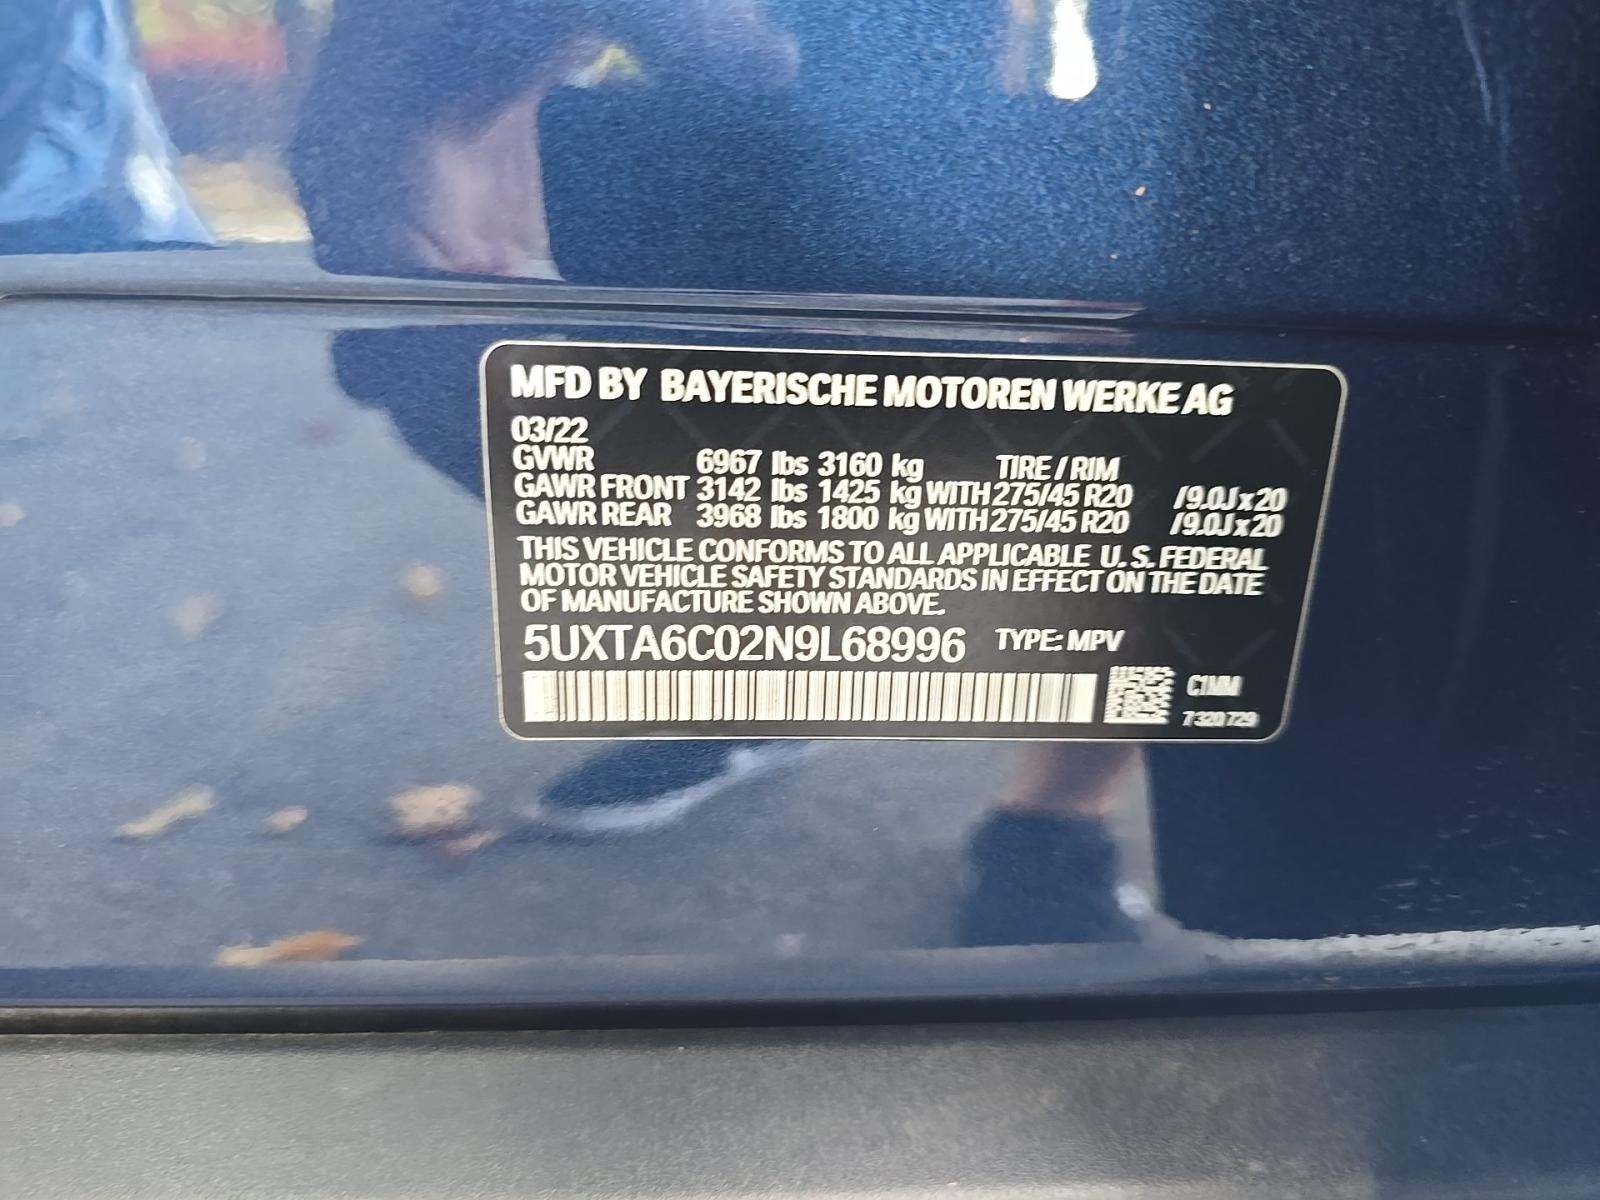 MFD BY BAYERISCHE MOTOREN WERKE AG
03/22
GVWR 6967 lbs 3160 kg TIRE / RIM
GAWR FRONT 3142 lbs 1425 kg WITH 275/45 R20 / 9.0J x 20
GAWR REAR 3968 lbs 1800 kg WITH 275/45 R20 / 9.0J x 20
THIS VEHICLE CONFORMS TO ALL APPLICABLE U.S. FEDERAL
MOTOR VEHICLE SAFETY STANDARDS IN EFFECT ON THE DATE
OF MANUFACTURE SHOWN ABOVE.
5UXTA6C02N9L68996 TYPE: MPV
C1MM
7 320 729